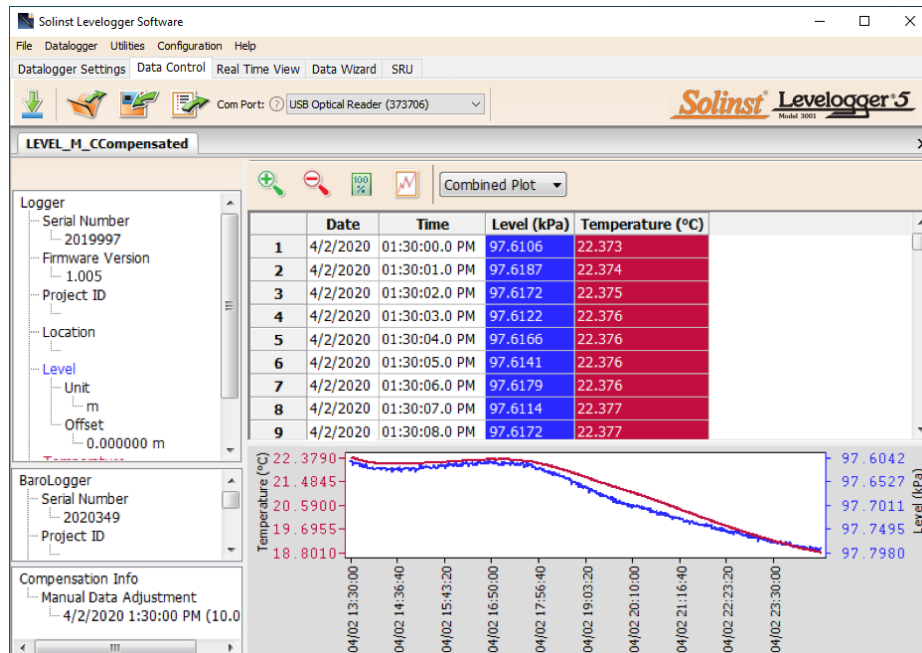 Solinst Levelogger Software
File Datalogger Utilities Configuration Help
Datalogger Settings Data Control Real Time View Data Wizard SRU
Com Port: ? USB Optical Reader (373706)
Solinst® Levelogger®5
Model 3001
LEVEL_M_CCompensated
100
%
Combined Plot
Logger
Serial Number
2019997
Firmware Version
1.005
Project ID
Location
Level
Unit
m
Offset
0.000000 m
BaroLogger
Serial Number
2020349
Project ID
Compensation Info
Manual Data Adjustment
4/2/2020 1:30:00 PM (10.0
Date Time Level (kPa) Temperature (°C)
1 4/2/2020 01:30:00.0 PM 97.6106 22.373
2 4/2/2020 01:30:01.0 PM 97.6187 22.374
3 4/2/2020 01:30:02.0 PM 97.6172 22.375
4 4/2/2020 01:30:03.0 PM 97.6122 22.376
5 4/2/2020 01:30:04.0 PM 97.6166 22.376
6 4/2/2020 01:30:05.0 PM 97.6141 22.376
7 4/2/2020 01:30:06.0 PM 97.6179 22.376
8 4/2/2020 01:30:07.0 PM 97.6114 22.377
9 4/2/2020 01:30:08.0 PM 97.6172 22.377
Temperature (°C)
22.3790
21.4845
20.5900
19.6955
18.8010
97.6042
97.6527
97.7011
97.7495
97.7980
Level (kPa)
04/02 13:30:00
04/02 14:36:40
04/02 15:43:20
04/02 16:50:00
04/02 17:56:40
04/02 19:03:20
04/02 20:10:00
04/02 21:16:40
04/02 22:23:20
04/02 23:30:00